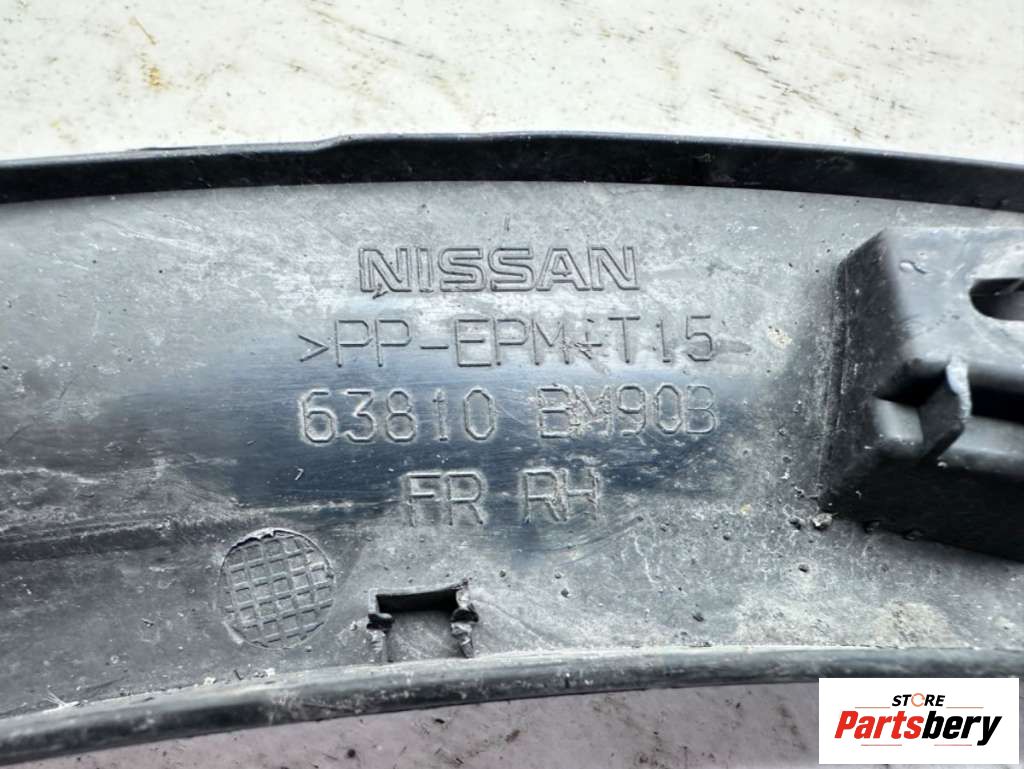 NISSAN
>PP-EPM+T15
63810 BM90B
FR RH
STORE
Partsbery